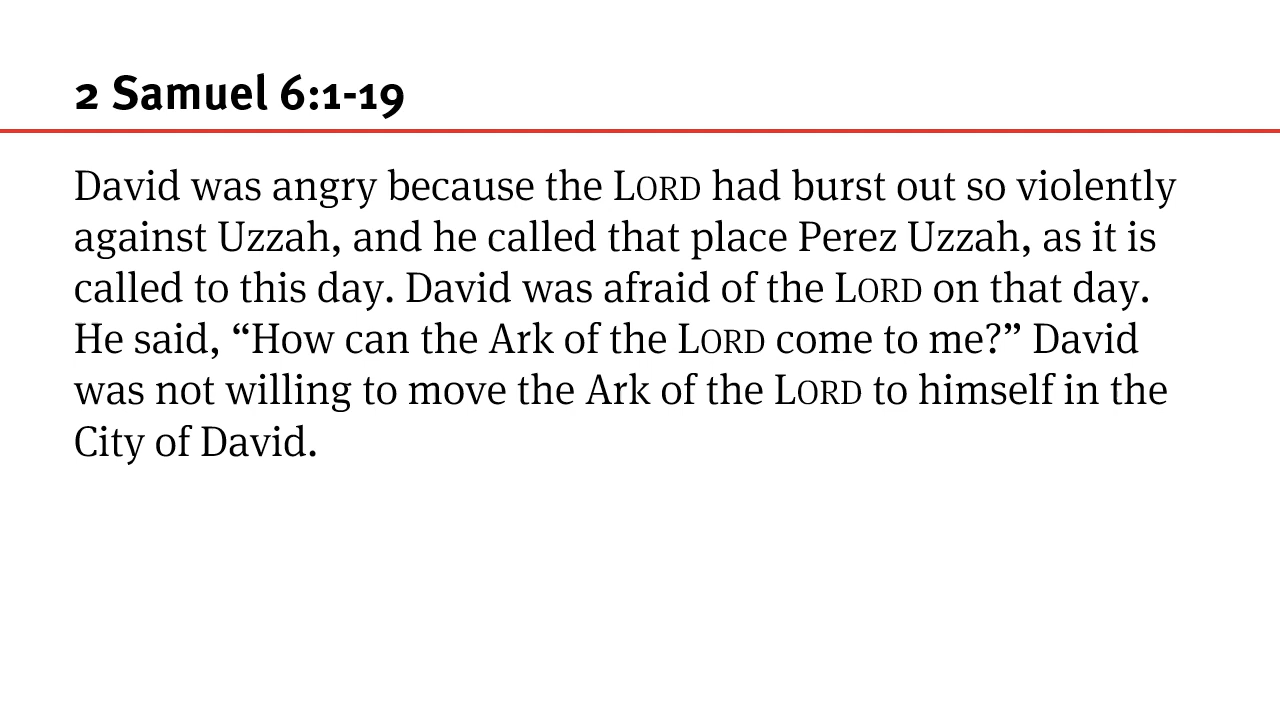 2 Samuel 6:1-19
David was angry because the LORD had burst out so violently
against Uzzah, and he called that place Perez Uzzah, as it is
called to this day. David was afraid of the LORD on that day.
He said, “How can the Ark of the LORD come to me?” David
was not willing to move the Ark of the LORD to himself in the
City of David.